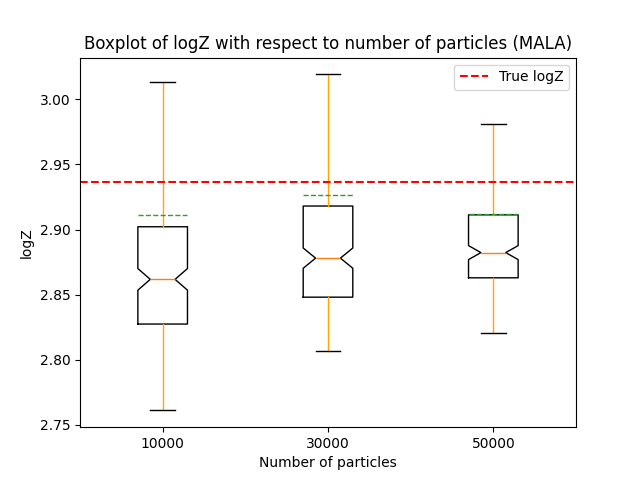 Boxplot of logZ with respect to number of particles (MALA)
True logZ
3.00
2.95
2.90
2.85
2.80
2.75
logZ
10000 30000 50000
Number of particles